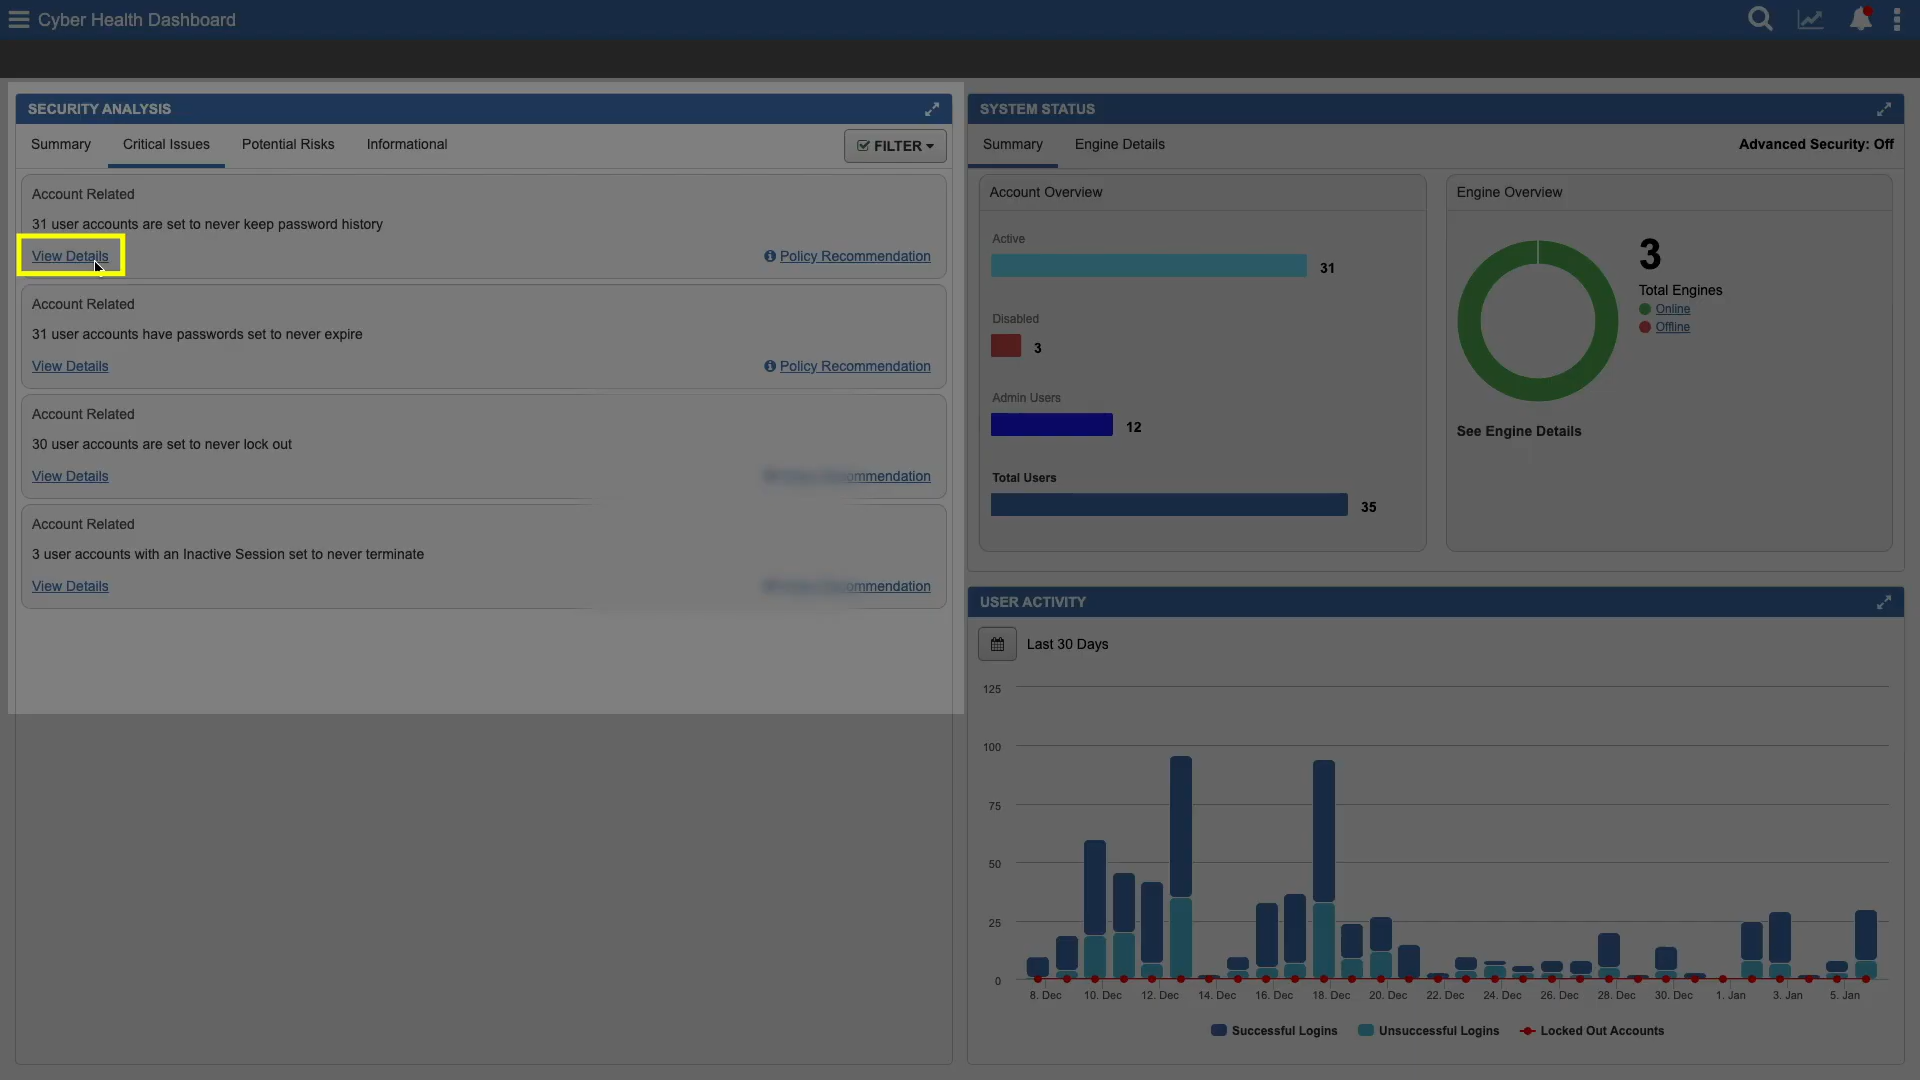 Cyber Health Dashboard
SECURITY ANALYSIS
Summary Critical Issues Potential Risks Informational FILTER
Account Related
31 user accounts are set to never keep password history
View Details Policy Recommendation
Account Related
31 user accounts have passwords set to never expire
View Details Policy Recommendation
Account Related
30 user accounts are set to never lock out
View Details
Account Related
3 user accounts with an Inactive Session set to never terminate
View Details
SYSTEM STATUS
Summary Engine Details Advanced Security: Off
Account Overview
Active
31
Disabled
3
Admin Users
12
Total Users
35
Engine Overview
3
Total Engines
Online
Offline
See Engine Details
USER ACTIVITY
Last 30 Days
125
100
75
50
25
0
8. Dec 10. Dec 12. Dec 14. Dec 16. Dec 18. Dec 20. Dec 22. Dec 24. Dec 26. Dec 28. Dec 30. Dec 1. Jan 3. Jan 5. Jan
Successful Logins Unsuccessful Logins Locked Out Accounts